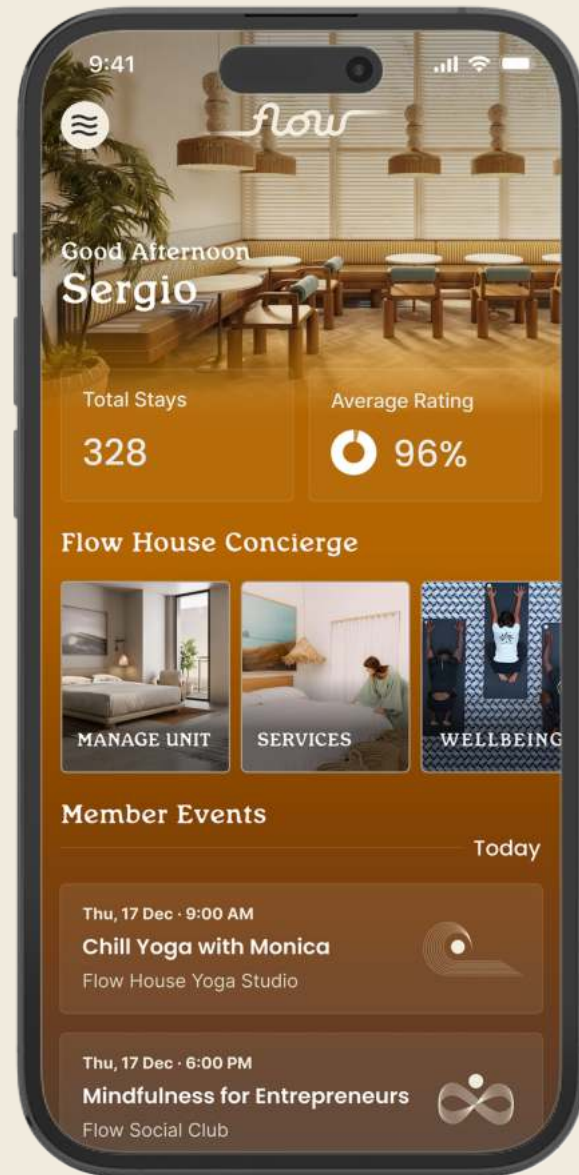 9:41
flow
Good Afternoon
Sergio
Total Stays
328
Average Rating
96%
Flow House Concierge
MANAGE UNIT
SERVICES
WELLBEING
Member Events
Today
Thu, 17 Dec · 9:00 AM
Chill Yoga with Monica
Flow House Yoga Studio
Thu, 17 Dec · 6:00 PM
Mindfulness for Entrepreneurs
Flow Social Club